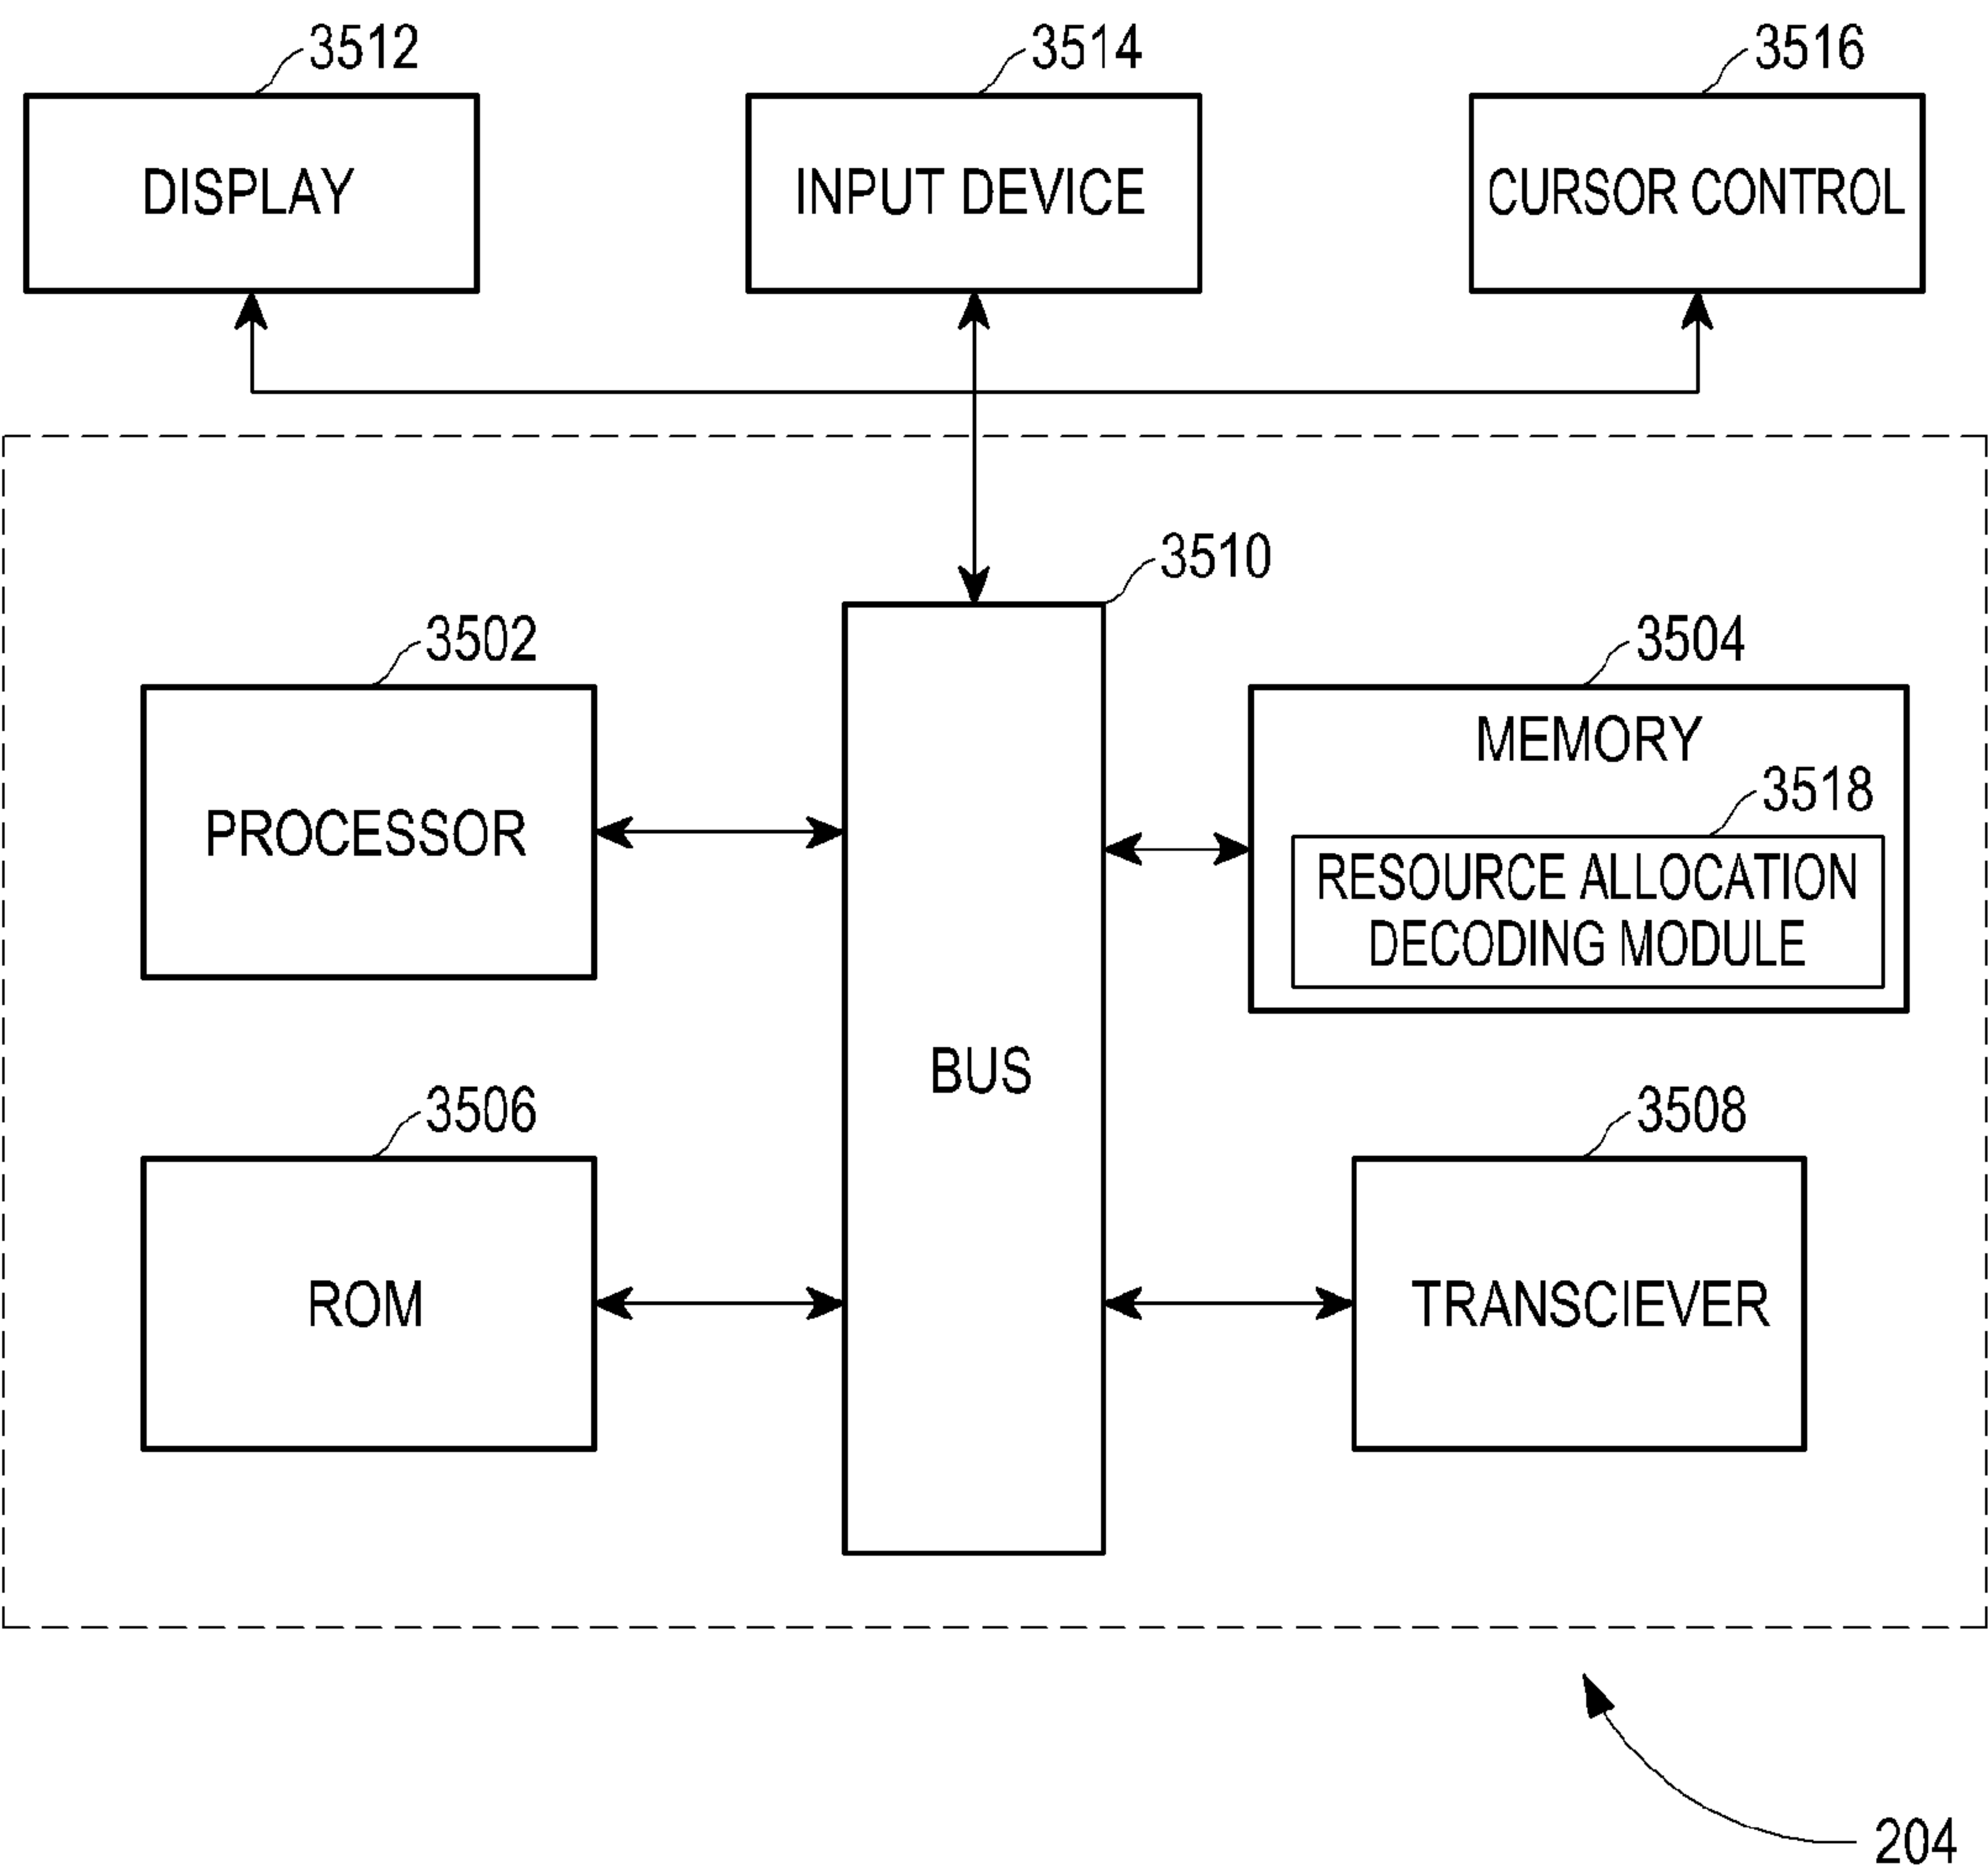 3512
3514
3516
DISPLAY
INPUT DEVICE
CURSOR CONTROL
3510
3502
3504
PROCESSOR
MEMORY
3518
RESOURCE ALLOCATION
DECODING MODULE
BUS
3506
3508
ROM
TRANSCIEVER
204